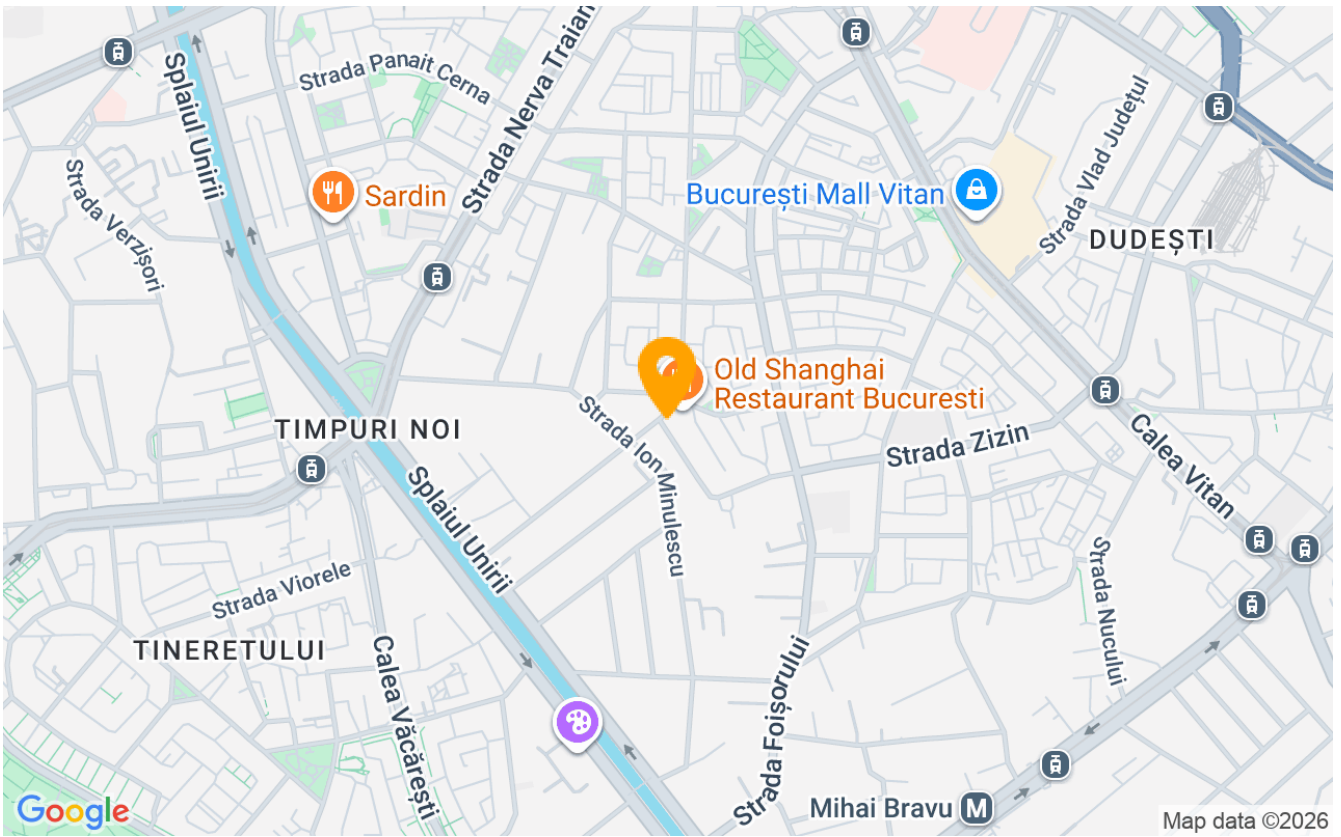 Splaiul Unirii
Strada Panait Cerna
Strada Nerva Traian
Strada Vlad Județul
Strada Verzișori
Sardin
București Mall Vitan
DUDEȘTI
Old Shanghai
Restaurant Bucuresti
Strada Ion Minulescu
TIMPURI NOI
Strada Zizin
Calea Vitan
Splaiul Unirii
Strada Viorele
Strada Nucului
TINERETULUI
Calea Văcărești
Strada Foișorului
Mihai Bravu M
Google
Map data ©2026